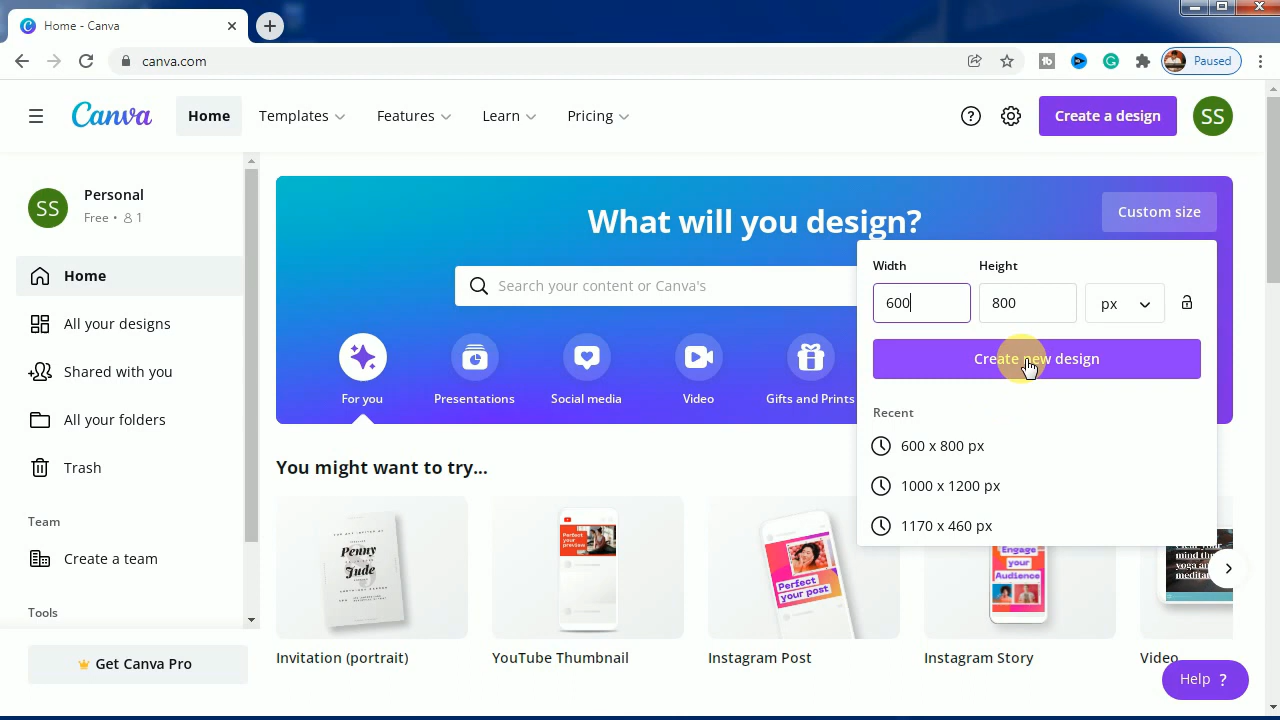 Home - Canva
canva.com
Paused
Canva
Home
Templates
Features
Learn
Pricing
Create a design
SS
SS
Personal
Free • 1
Home
All your designs
Shared with you
All your folders
Trash
Team
Create a team
Tools
Get Canva Pro
What will you design?
Custom size
Search your content or Canva's
For you
Presentations
Social media
Video
Gifts and Prints
Width
Height
600
800
px
Create new design
Recent
600 x 800 px
1000 x 1200 px
1170 x 460 px
You might want to try...
Penny
Jude
Perfect
your
preview
Perfect
your post
Engage
your
Audience
Invitation (portrait)
YouTube Thumbnail
Instagram Post
Instagram Story
Video
Help ?